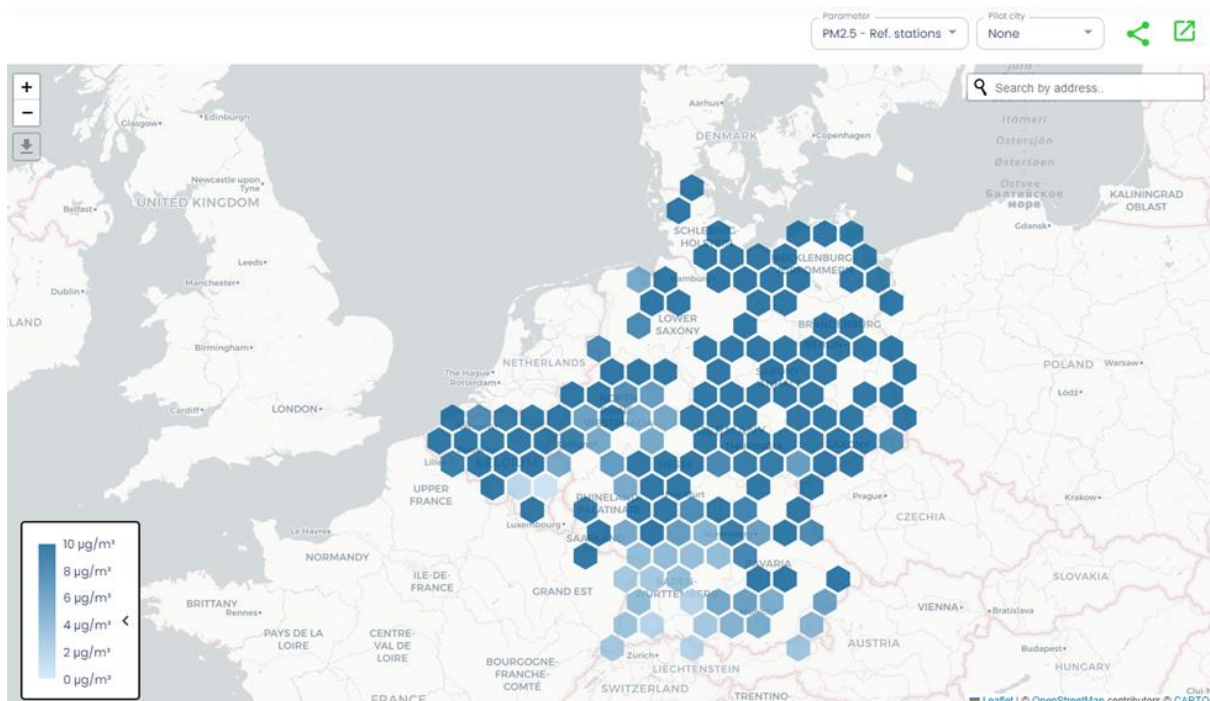 Parameter
PM2.5 - Ref. stations
Pilot city
None
+
−
Search by address..
Itämeri
Östersjön
Østersøen
Ostsee -
Балтийское
море
Aarhus
DENMARK
Copenhagen
Glasgow
Edinburgh
Newcastle upon
Tyne
UNITED KINGDOM
Belfast
KALININGRAD
OBLAST
Gdansk
Leeds
Dublin
Manchester
Birmingham
LOWER
SAXONY
NETHERLANDS
The Hague
Rotterdam
POLAND
Warsaw
Łódź
Cardiff
LONDON
Lille
BELGIUM
UPPER
FRANCE
RHINELAND
PALATINATE
Luxembourg
Prague
Krakow
CZECHIA
Le Havre
NORMANDY
ÎLE-DE-
FRANCE
GRAND EST
BRITTANY
Rennes
PAYS DE LA
LOIRE
CENTRE-
VAL DE
LOIRE
BOURGOGNE-
FRANCHE-
COMTÉ
Zürich
LIECHTENSTEIN
SWITZERLAND
AUSTRIA
VIENNA
Bratislava
SLOVAKIA
Budapest
HUNGARY
FRANCE
TRENTINO-
10 µg/m³
8 µg/m³
6 µg/m³
4 µg/m³
2 µg/m³
0 µg/m³
Leaflet | © OpenStreetMap contributors © CARTO